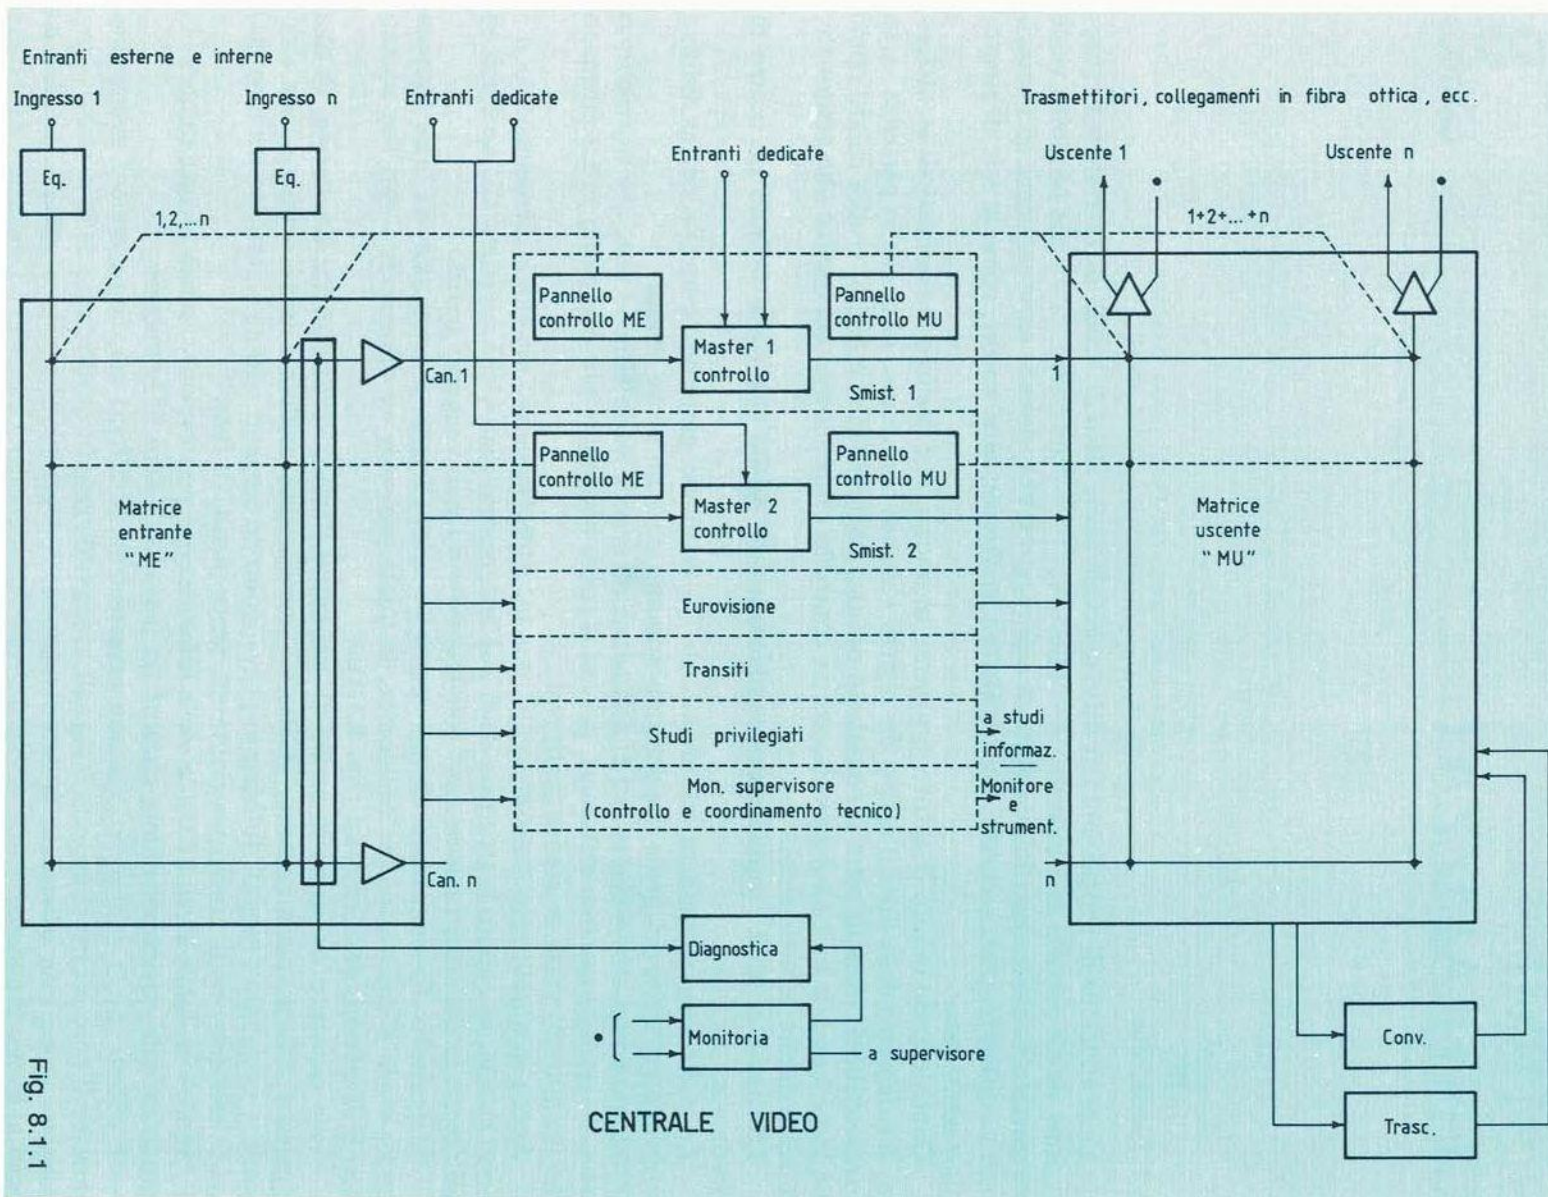 Entranti esterne e interne
Ingresso 1
Ingresso n
Entranti dedicate
Eq.
Eq.
1,2,...n
Entranti dedicate
Trasmettitori, collegamenti in fibra ottica, ecc.
Uscente 1
Uscente n
1+2+...+n
Pannello
controllo ME
Pannello
controllo MU
Master 1
controllo
Can. 1
Smist. 1
1
Pannello
controllo ME
Pannello
controllo MU
Master 2
controllo
Smist. 2
Matrice
entrante
"ME"
Matrice
uscente
"MU"
Eurovisione
Transiti
Studi privilegiati
a studi
informaz.
Mon. supervisore
(controllo e coordinamento tecnico)
Monitore
e
strument.
Can. n
n
Diagnostica
Monitoria
a supervisore
Conv.
Trasc.
CENTRALE VIDEO
Fig. 8.1.1